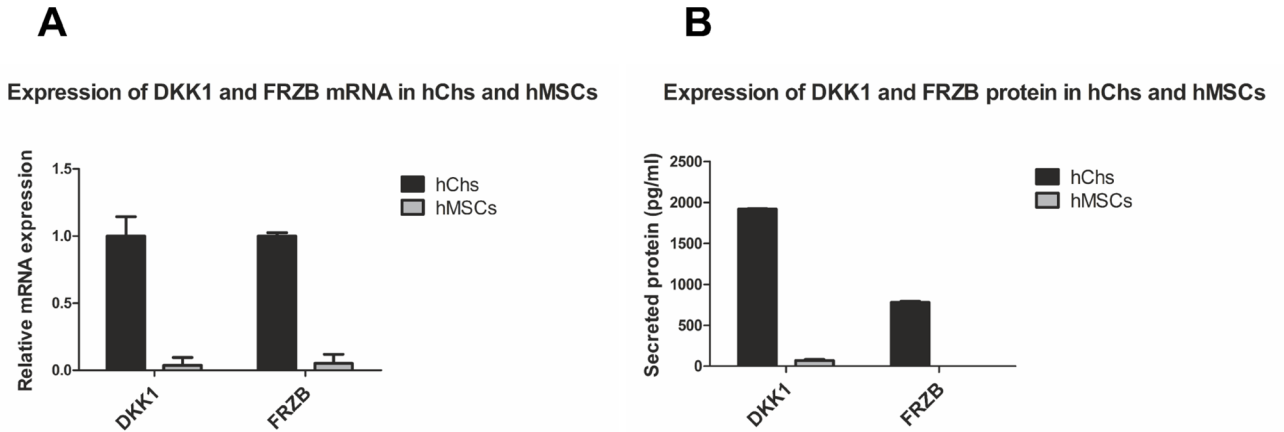 A
Expression of DKK1 and FRZB mRNA in hChs and hMSCs
Relative mRNA expression
1.5
1.0
0.5
0.0
hChs
hMSCs
DKK1
FRZB
B
Expression of DKK1 and FRZB protein in hChs and hMSCs
Secreted protein (pg/ml)
2500
2000
1500
1000
500
0
hChs
hMSCs
DKK1
FRZB